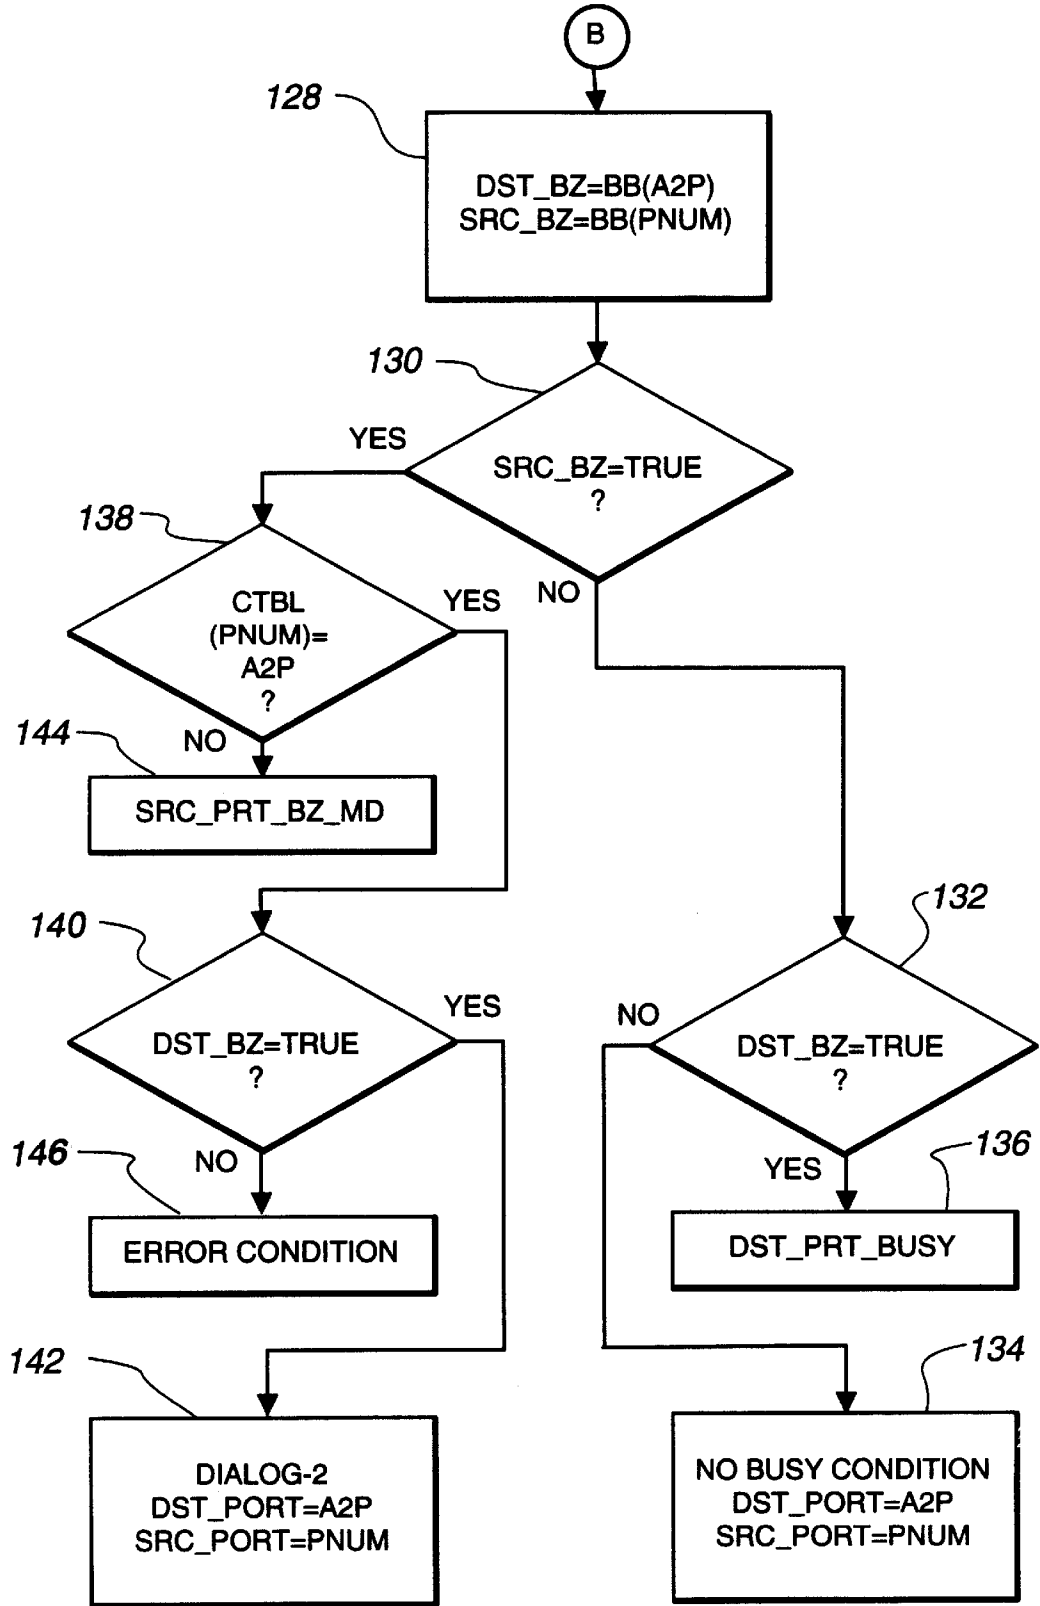 B
128
DST_BZ=BB(A2P)
SRC_BZ=BB(PNUM)
130
YES
SRC_BZ=TRUE
?
NO
138
CTBL
(PNUM)=
A2P
?
YES
NO
144
SRC_PRT_BZ_MD
140
DST_BZ=TRUE
?
YES
NO
146
ERROR CONDITION
142
DIALOG-2
DST_PORT=A2P
SRC_PORT=PNUM
132
NO
DST_BZ=TRUE
?
YES
136
DST_PRT_BUSY
134
NO BUSY CONDITION
DST_PORT=A2P
SRC_PORT=PNUM